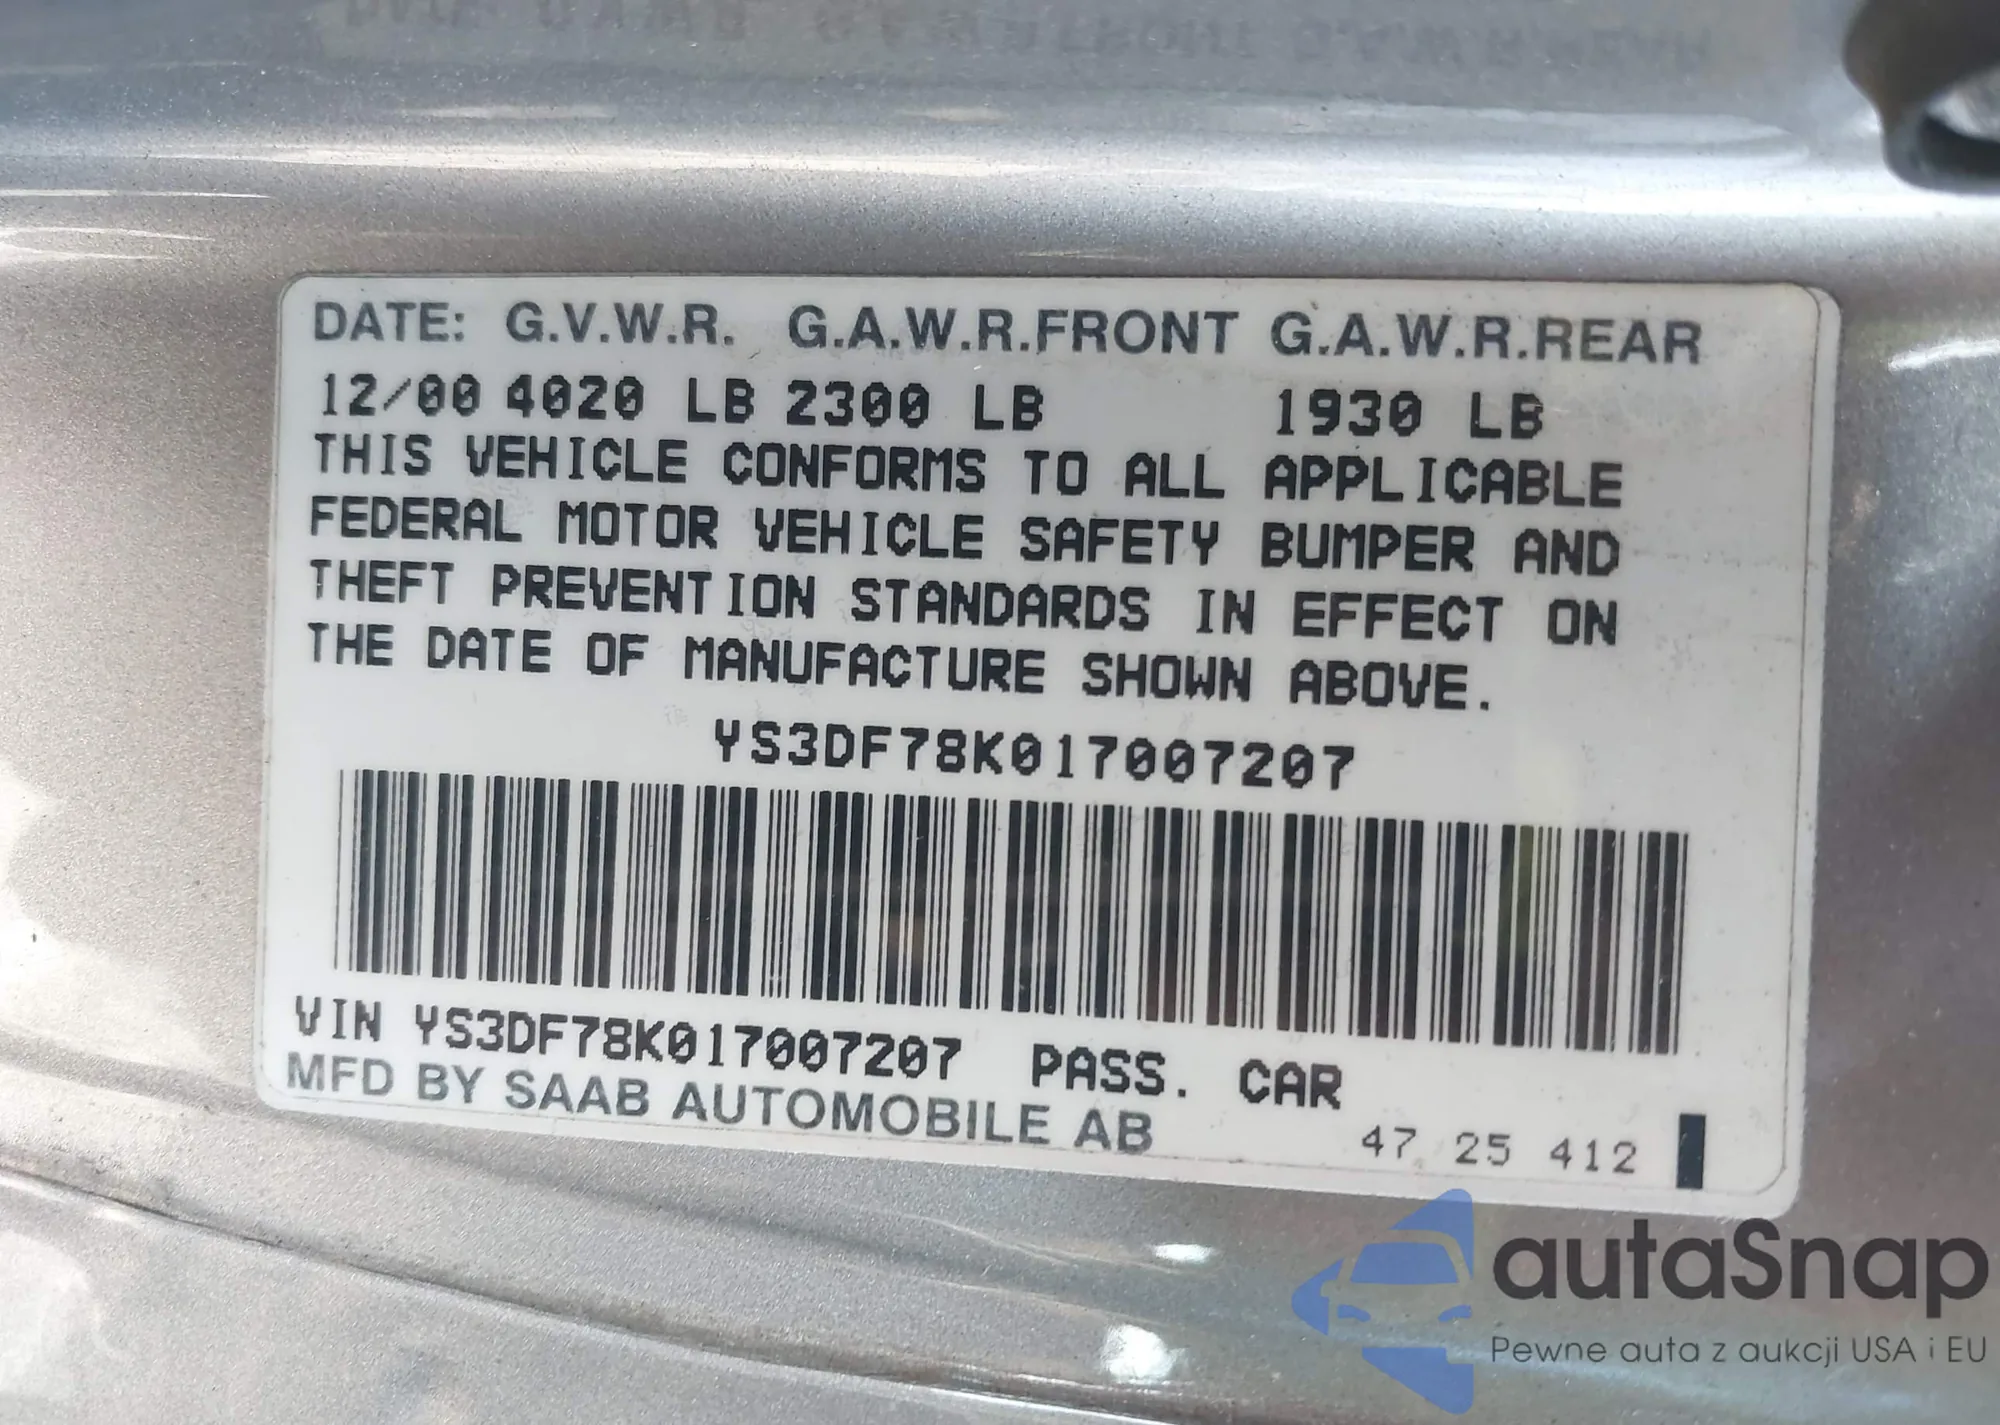 DATE: G.V.W.R. G.A.W.R.FRONT G.A.W.R.REAR
12/00 4020 LB 2300 LB 1930 LB
THIS VEHICLE CONFORMS TO ALL APPLICABLE
FEDERAL MOTOR VEHICLE SAFETY BUMPER AND
THEFT PREVENTION STANDARDS IN EFFECT ON
THE DATE OF MANUFACTURE SHOWN ABOVE.
YS3DF78K017007207
VIN YS3DF78K017007207 PASS. CAR
MFD BY SAAB AUTOMOBILE AB
47 25 412
autaSnap
Pewne auta z aukcji USA i EU